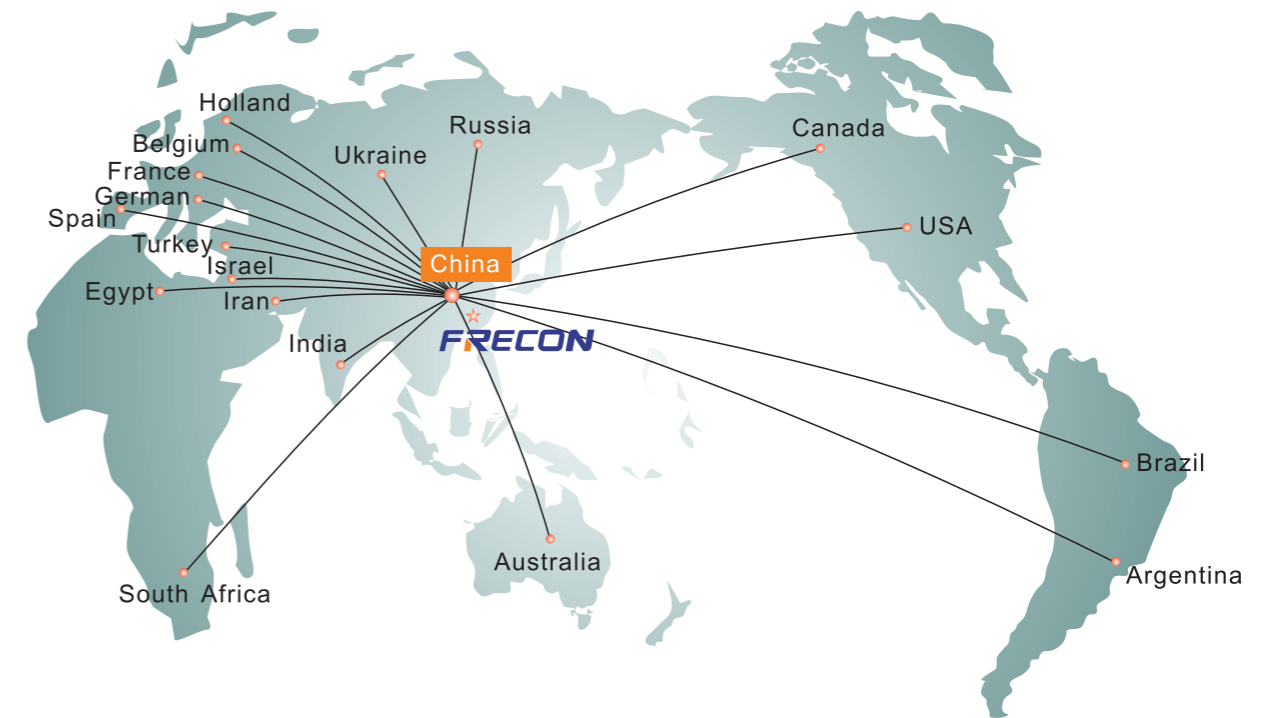 Holland
Russia
Canada
Belgium
Ukraine
France
German
Spain
USA
Turkey
Israel
China
Egypt
Iran
India
FRECON
Brazil
Australia
Argentina
South Africa